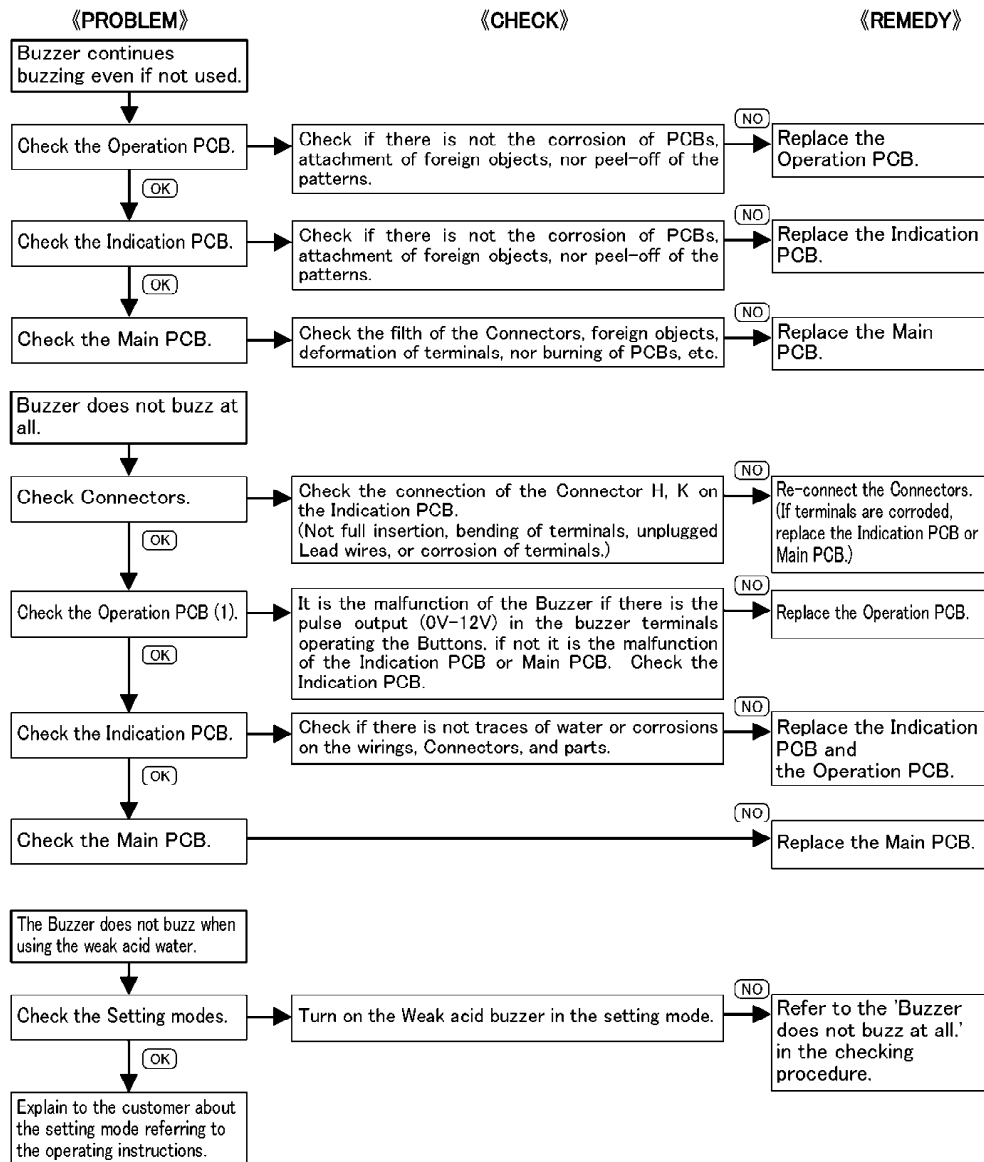 《PROBLEM》 《CHECK》 《REMEDY》
Buzzer continues
buzzing even if not used.
Check the Operation PCB.
Check if there is not the corrosion of PCBs,
attachment of foreign objects, nor peel-off of the
patterns.
NO
Replace the
Operation PCB.
OK
Check the Indication PCB.
Check if there is not the corrosion of PCBs,
attachment of foreign objects, nor peel-off of the
patterns.
NO
Replace the Indication
PCB.
OK
Check the Main PCB.
Check the filth of the Connectors, foreign objects,
deformation of terminals, nor burning of PCBs, etc.
NO
Replace the Main
PCB.
Buzzer does not buzz at
all.
Check Connectors.
Check the connection of the Connector H, K on
the Indication PCB.
(Not full insertion, bending of terminals, unplugged
Lead wires, or corrosion of terminals.)
NO
Re-connect the Connectors.
(If terminals are corroded,
replace the Indication PCB or
Main PCB.)
OK
Check the Operation PCB (1).
It is the malfunction of the Buzzer if there is the
pulse output (0V-12V) in the buzzer terminals
operating the Buttons, if not it is the malfunction
of the Indication PCB or Main PCB. Check the
Indication PCB.
NO
Replace the Operation PCB.
OK
Check the Indication PCB.
Check if there is not traces of water or corrosions
on the wirings, Connectors, and parts.
NO
Replace the Indication
PCB and
the Operation PCB.
OK
Check the Main PCB.
NO
Replace the Main PCB.
The Buzzer does not buzz when
using the weak acid water.
Check the Setting modes.
Turn on the Weak acid buzzer in the setting mode.
NO
Refer to the 'Buzzer
does not buzz at all.'
in the checking
procedure.
OK
Explain to the customer about
the setting mode referring to
the operating instructions.